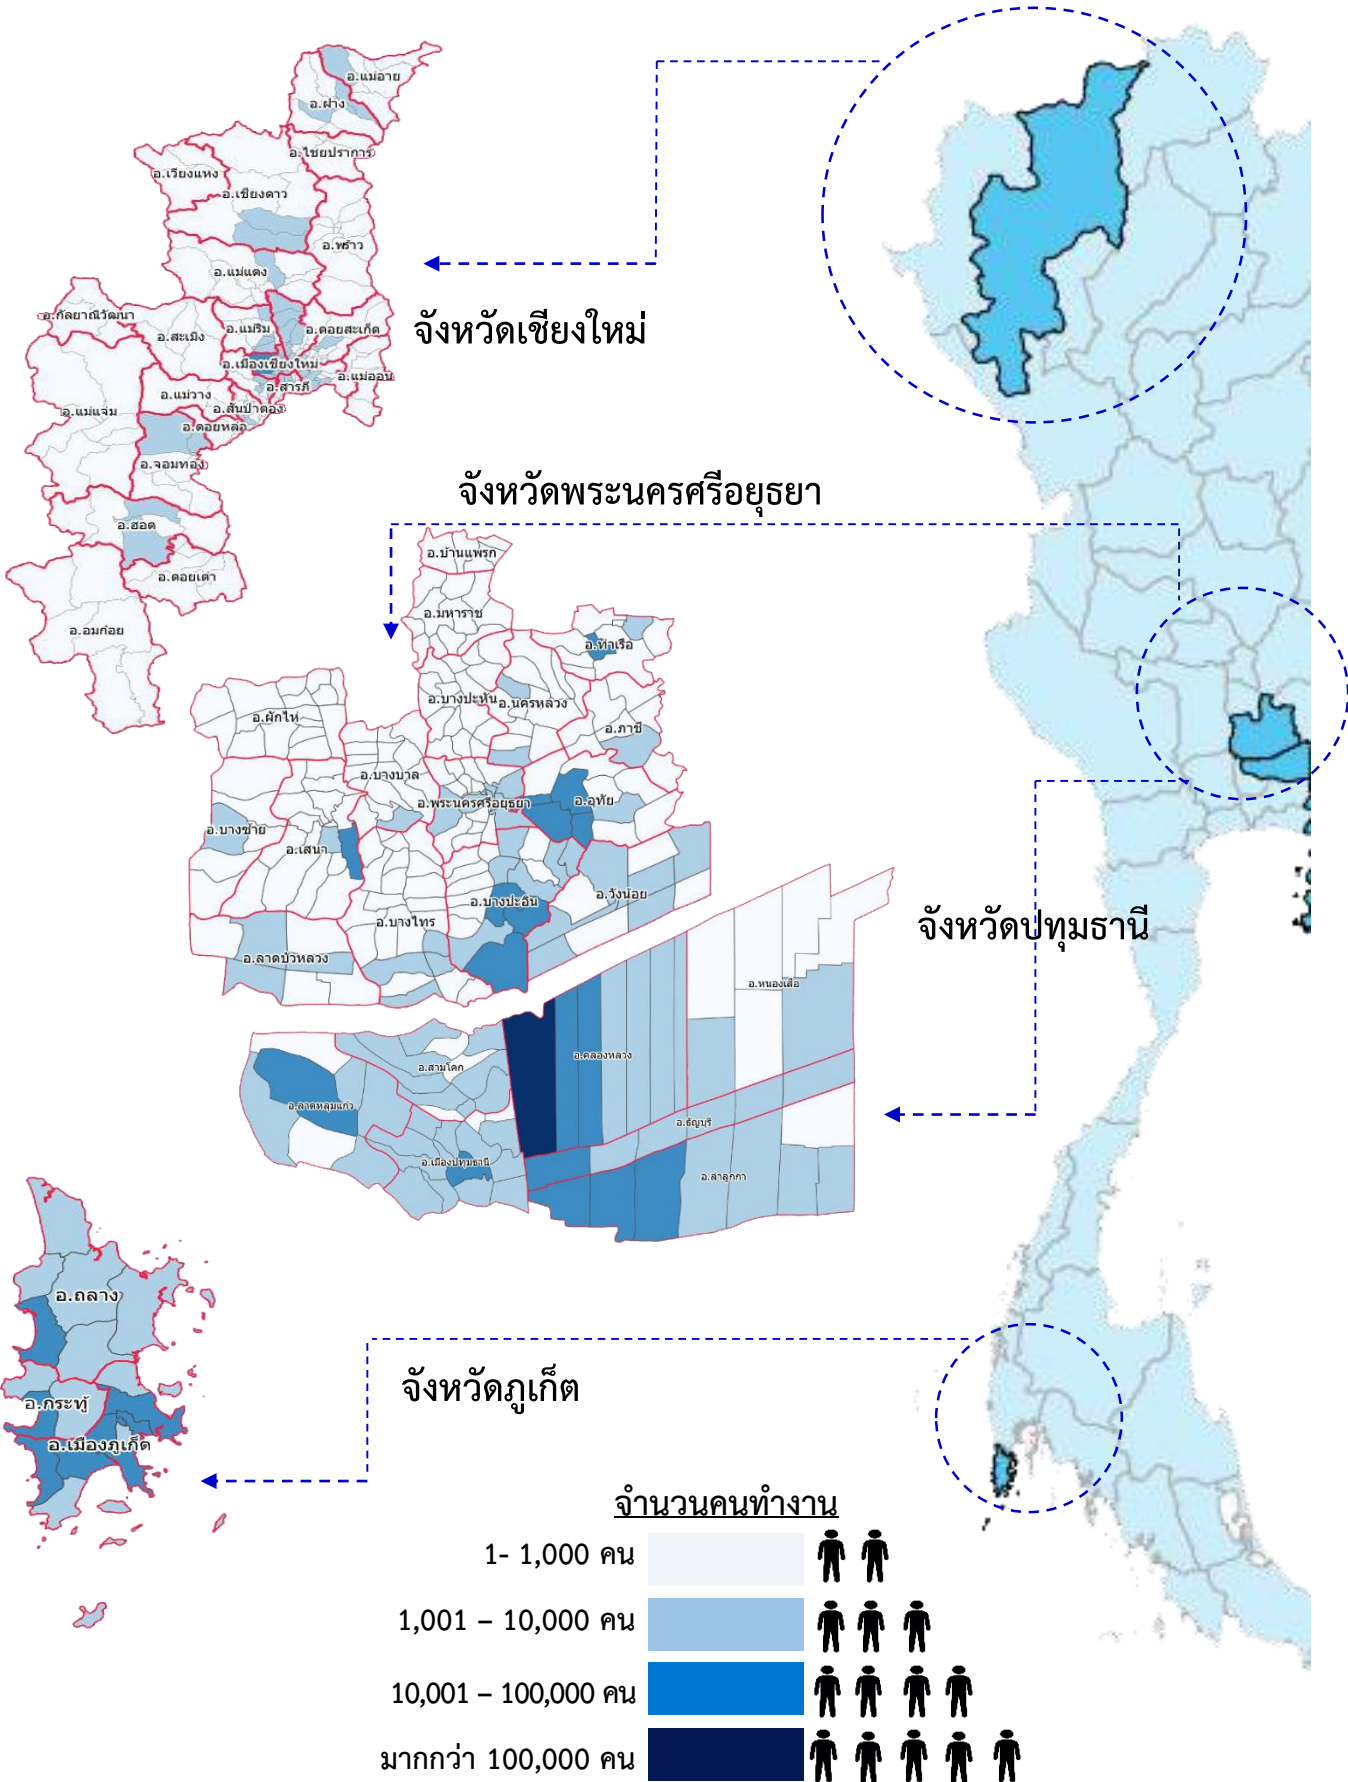 อ.แม่อาย
อ.ฝาง
อ.ไชยปราการ
อ.เวียงแหง
อ.เชียงดาว
อ.พร้าว
อ.แม่แตง
อ.กัลยาณิวัฒนา
อ.สะเมิง
อ.แม่ริม
อ.ดอยสะเก็ด
จังหวัดเชียงใหม่
อ.เมืองเชียงใหม่
อ.แม่ออน
อ.สารภี
อ.แม่วาง
อ.สันป่าตอง
อ.แม่แจ่ม
อ.ดอยหล่อ
อ.จอมทอง
อ.ฮอด
อ.ดอยเต่า
อ.อมก๋อย
จังหวัดพระนครศรีอยุธยา
อ.บ้านแพรก
อ.มหาราช
อ.ท่าเรือ
อ.บางปะหัน
อ.นครหลวง
อ.ผักไห่
อ.ภาชี
อ.บางบาล
อ.พระนครศรีอยุธยา
อ.อุทัย
อ.บางซ้าย
อ.เสนา
อ.วังน้อย
อ.บางปะอิน
อ.บางไทร
อ.ลาดบัวหลวง
จังหวัดปทุมธานี
อ.หนองเสือ
อ.คลองหลวง
อ.สามโคก
อ.ลาดหลุมแก้ว
อ.ธัญบุรี
อ.เมืองปทุมธานี
อ.ลำลูกกา
อ.ถลาง
จังหวัดภูเก็ต
อ.กระทู้
อ.เมืองภูเก็ต
จำนวนคนทำงาน
1- 1,000 คน
1,001 – 10,000 คน
10,001 – 100,000 คน
มากกว่า 100,000 คน